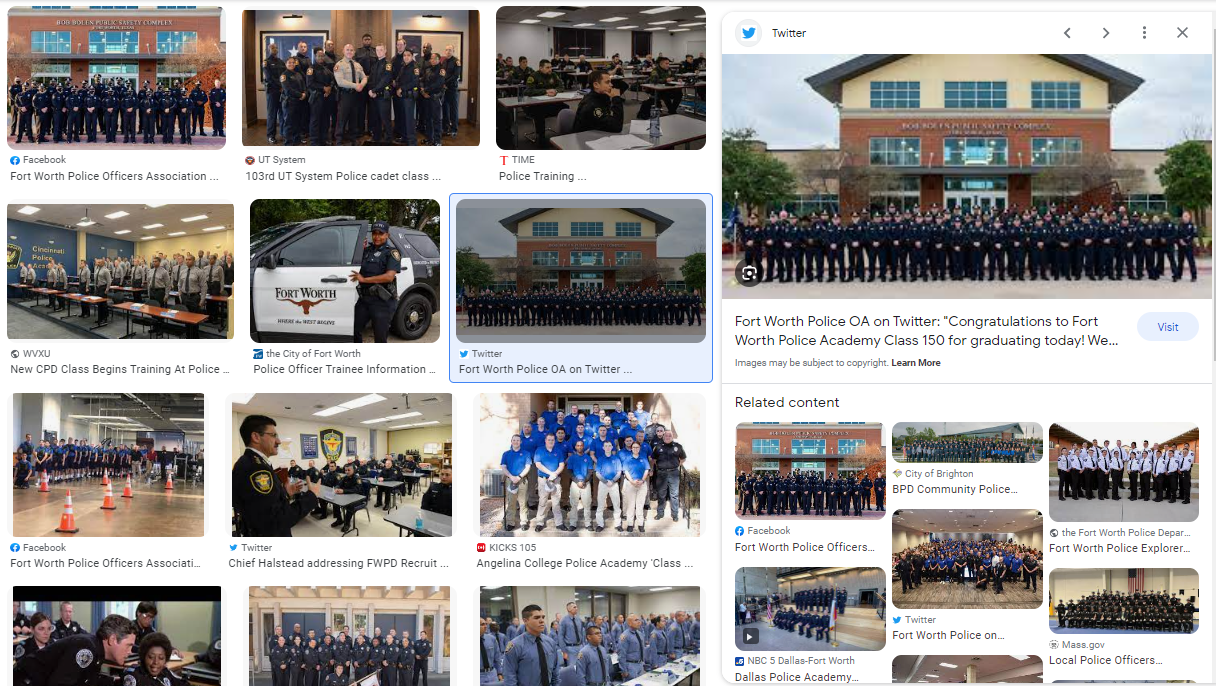 BOB BOLEN PUBLIC SAFETY COMPLEX
Facebook
Fort Worth Police Officers Association ...
UT System
103rd UT System Police cadet class ...
TIME
Police Training ...
Cincinnati
Police
WVXU
New CPD Class Begins Training At Police ...
FORT WORTH
WHERE the WEST BEGINS
the City of Fort Worth
Police Officer Trainee Information ...
Twitter
Fort Worth Police OA on Twitter ...
Facebook
Fort Worth Police Officers Associati...
Twitter
Chief Halstead addressing FWPD Recruit ...
KICKS 105
Angelina College Police Academy 'Class ...
Twitter
BOB BOLEN PUBLIC SAFETY COMPLEX
Fort Worth Police OA on Twitter: "Congratulations to Fort
Worth Police Academy Class 150 for graduating today! We...
Visit
Images may be subject to copyright. Learn More
Related content
Facebook
Fort Worth Police Officers...
NBC 5 Dallas-Fort Worth
Dallas Police Academy...
City of Brighton
BPD Community Police...
Twitter
Fort Worth Police on...
the Fort Worth Police Depar...
Fort Worth Police Explorer...
Mass.gov
Local Police Officers...